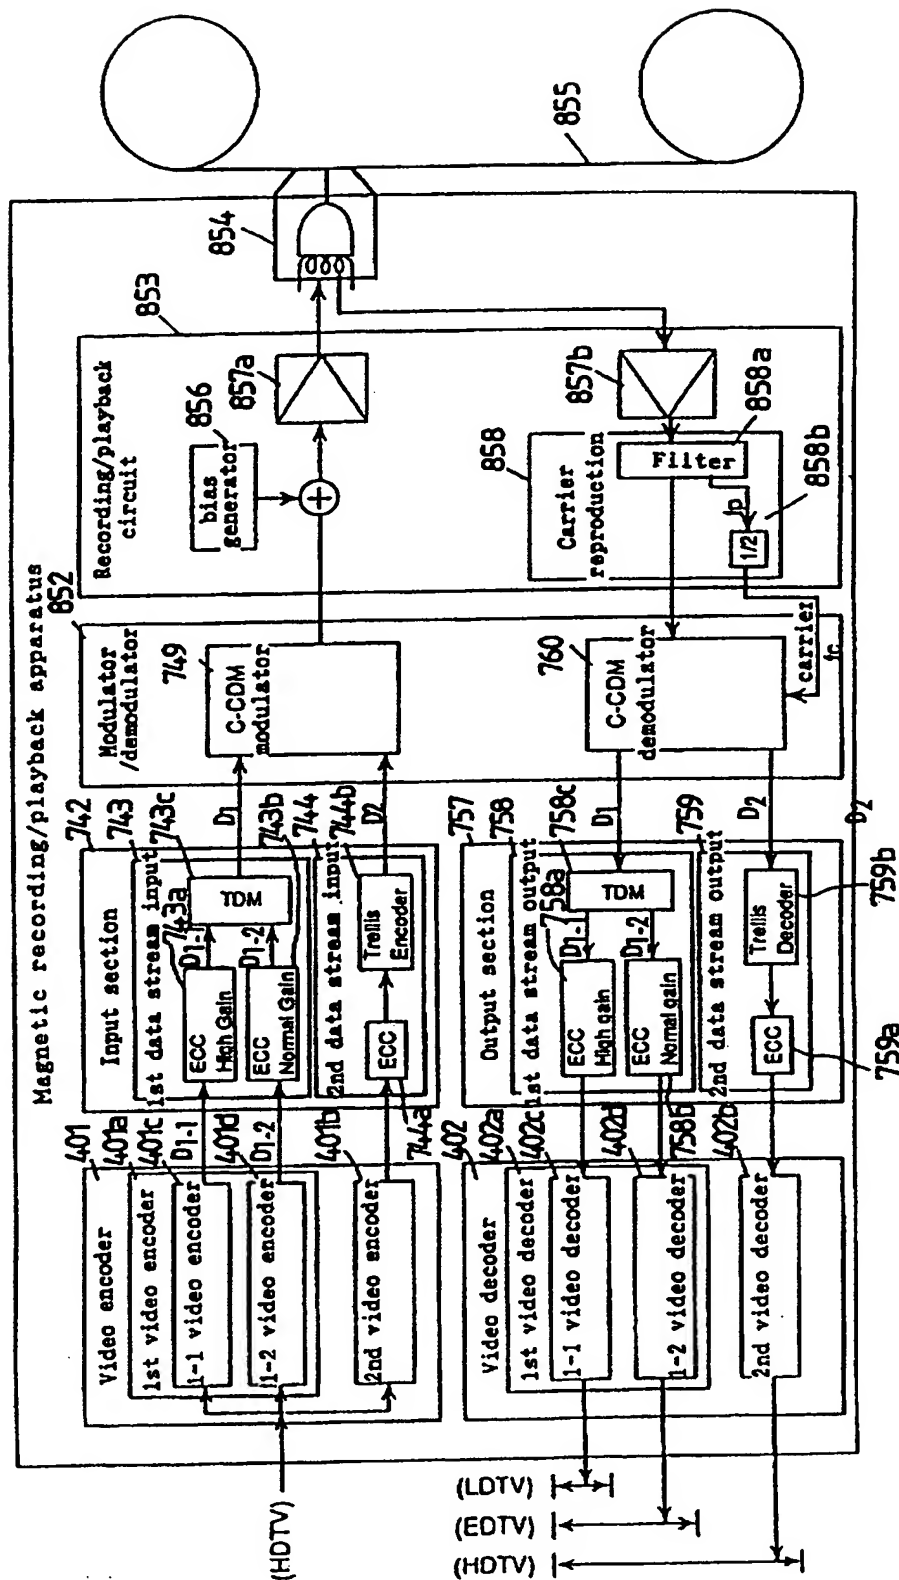 Magnetic recording/playback apparatus
(HDTV)
Video encoder
401
1st video encoder
401a
1-1 video encoder
401c
D1-1
1-2 video encoder
401d
D1-2
2nd video encoder
401b
Input section
742
1st data stream input
743
743a
ECC
High Gain
D1-1
743c
TDM
ECC
Normal Gain
D1-2
743b
2nd data stream input
744
ECC
744a
Trellis
Encoder
744b
D1
D2
Modulator
/demodulator
852
749
C-CDM
modulator
Recording/playback
circuit
853
bias
generator
856
857a
854
855
Video decoder
402
1st video decoder
402a
1-1 video decoder
402c
1-2 video decoder
402d
2nd video decoder
402b
(LDTV)
(EDTV)
(HDTV)
Output section
757
1st data stream output
758
758a
ECC
High gain
D1-1
758c
TDM
ECC
Normal gain
D1-2
758b
2nd data stream output
759
ECC
759a
Trellis
Decoder
759b
D1
D2
D2
760
C-CDM
demodulator
carrier
fc
Carrier
reproduction
858
Filter
858a
fp
1/2
858b
857b